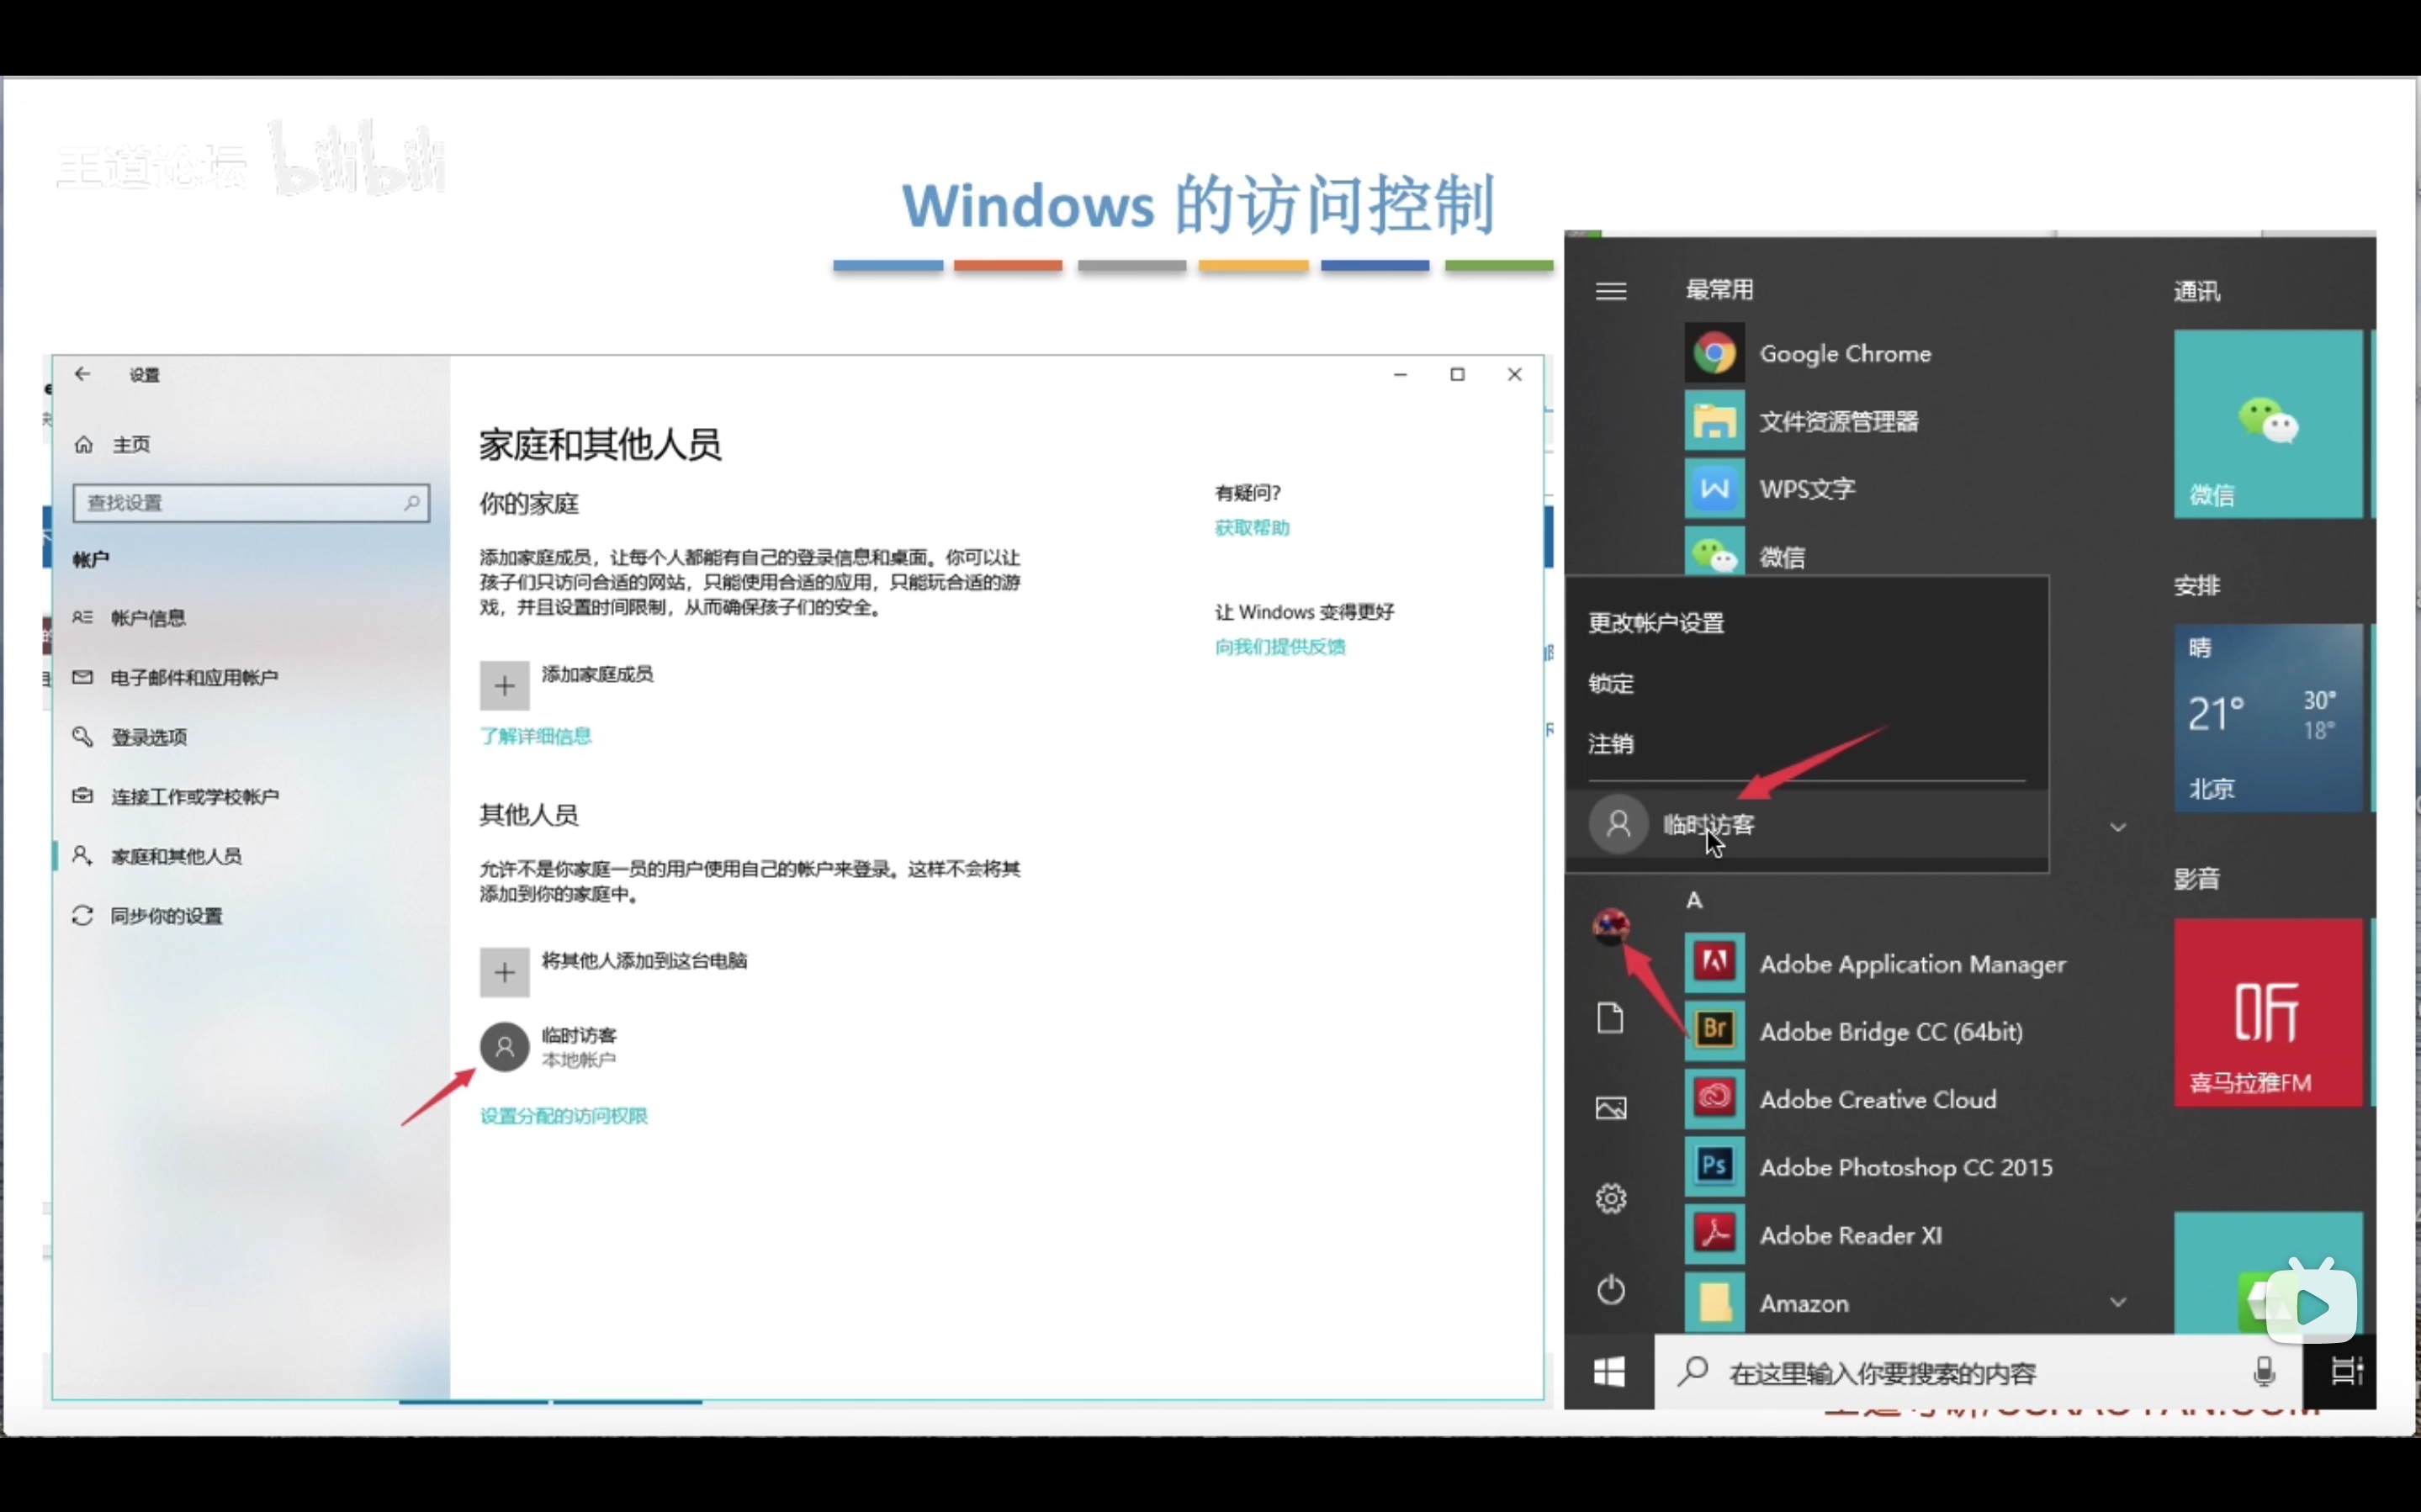 王道论坛 bilibili
Windows 的访问控制
设置
主页
查找设置
帐户
帐户信息
电子邮件和应用帐户
登录选项
连接工作或学校帐户
家庭和其他人员
同步你的设置
家庭和其他人员
你的家庭
添加家庭成员，让每个人都能有自己的登录信息和桌面。你可以让
孩子们只访问合适的网站，只能使用合适的应用，只能玩合适的游
戏，并且设置时间限制，从而确保孩子们的安全。
添加家庭成员
了解详细信息
其他人员
允许不是你家庭一员的用户使用自己的帐户来登录。这样不会将其
添加到你的家庭中。
将其他人添加到这台电脑
临时访客
本地帐户
设置分配的访问权限
有疑问?
获取帮助
让 Windows 变得更好
向我们提供反馈
最常用
Google Chrome
文件资源管理器
WPS文字
微信
更改帐户设置
锁定
注销
临时访客
A
Adobe Application Manager
Br
Adobe Bridge CC (64bit)
Adobe Creative Cloud
Ps
Adobe Photoshop CC 2015
Adobe Reader XI
Amazon
在这里输入你要搜索的内容
通讯
微信
安排
晴
21°
30°
18°
北京
影音
听
喜马拉雅FM